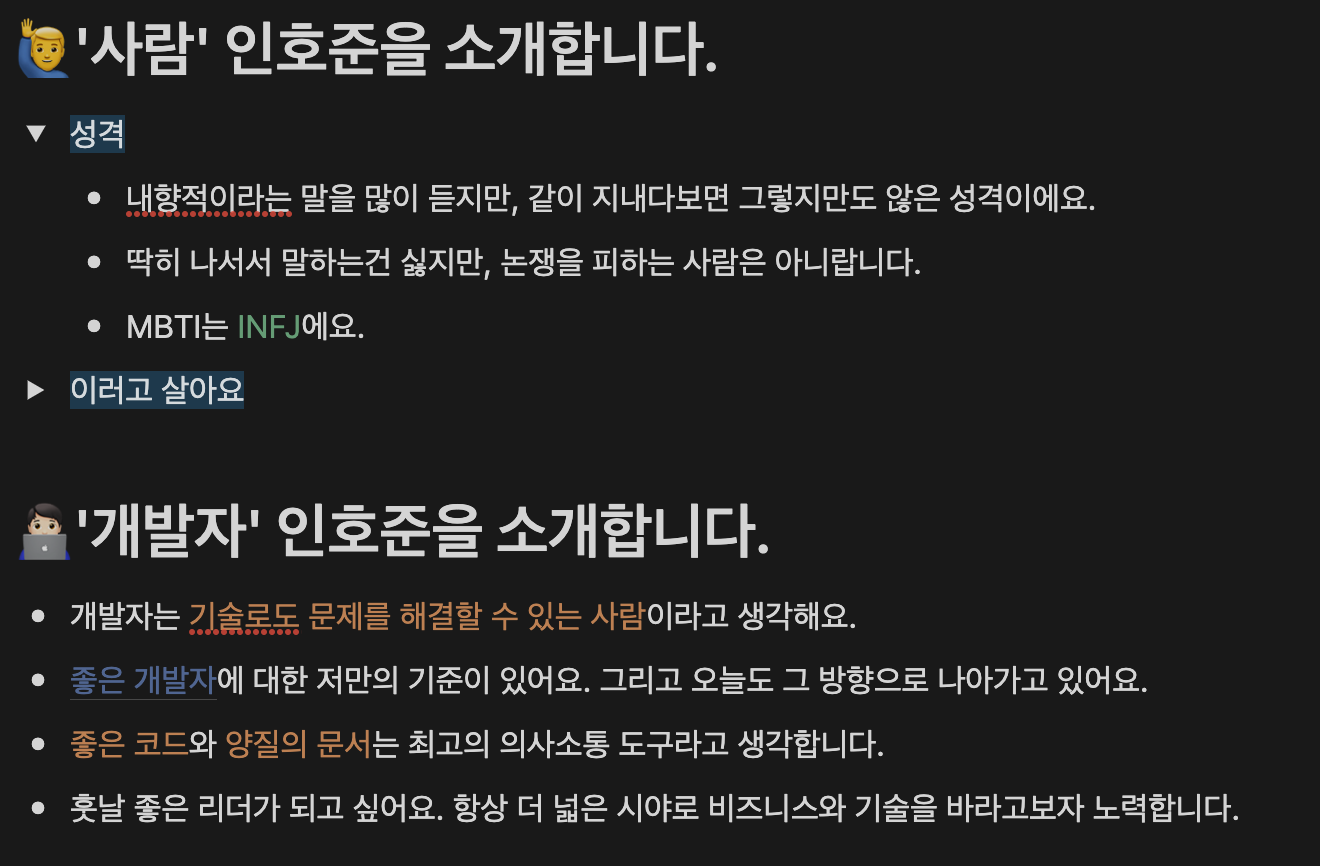 🙋‍♂️'사람' 인호준을 소개합니다.
▼ 성격
• 내향적이라는 말을 많이 듣지만, 같이 지내다보면 그렇지만도 않은 성격이에요.
• 딱히 나서서 말하는건 싫지만, 논쟁을 피하는 사람은 아니랍니다.
• MBTI는 INFJ에요.
▶ 이러고 살아요
🧑🏻‍💻'개발자' 인호준을 소개합니다.
• 개발자는 기술로도 문제를 해결할 수 있는 사람이라고 생각해요.
• 좋은 개발자에 대한 저만의 기준이 있어요. 그리고 오늘도 그 방향으로 나아가고 있어요.
• 좋은 코드와 양질의 문서는 최고의 의사소통 도구라고 생각합니다.
• 훗날 좋은 리더가 되고 싶어요. 항상 더 넓은 시야로 비즈니스와 기술을 바라고보자 노력합니다.